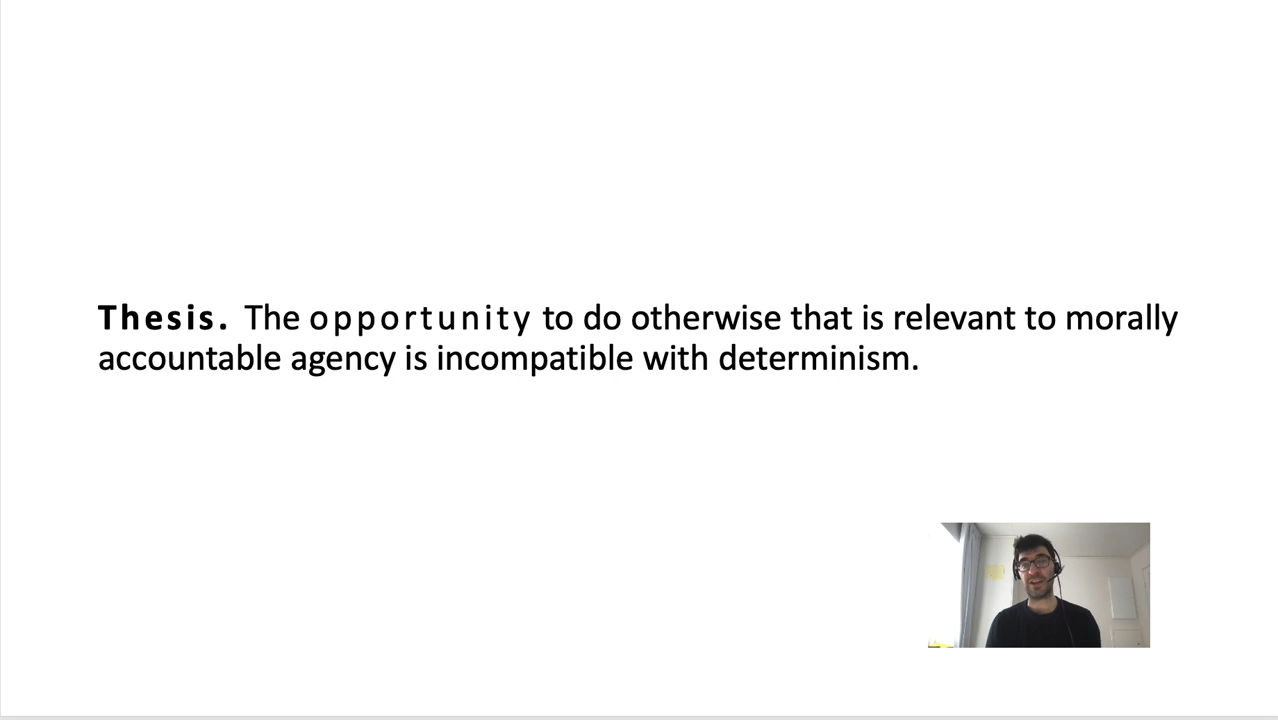 Thesis. The opportunity to do otherwise that is relevant to morally
accountable agency is incompatible with determinism.